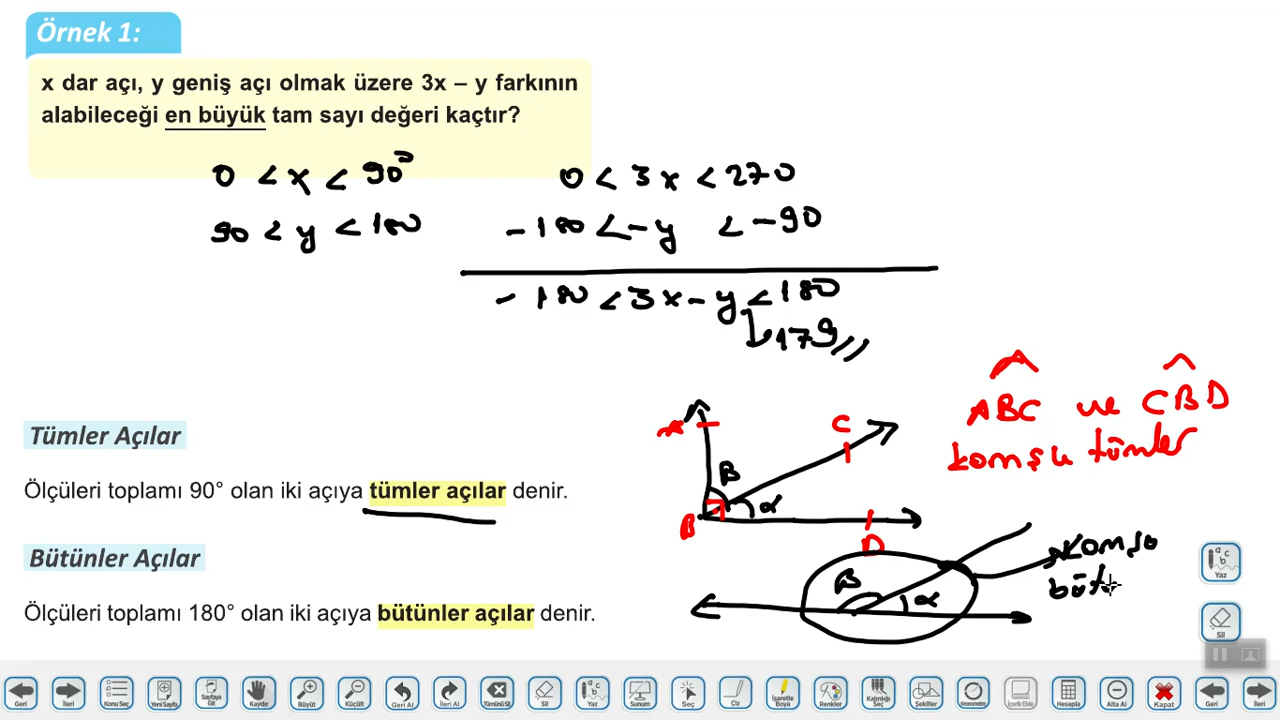 Örnek 1:
x dar açı, y geniş açı olmak üzere 3x – y farkının
alabileceği en büyük tam sayı değeri kaçtır?
0 < x < 90°
90 < y < 180
0 < 3x < 270
-180 < -y < -90
-180 < 3x - y < 180
179
ABC ve CBD
komşu tümler
A
C
B
α
B
D
Tümler Açılar
Ölçüleri toplamı 90° olan iki açıya tümler açılar denir.
Bütünler Açılar
Ölçüleri toplamı 180° olan iki açıya bütünler açılar denir.
B
α
Komşu
büt
Yaz
Sil
Geri
İleri
Konu Seç
Yeni Sayfa
Sayfaya Git
Kaydır
Büyüt
Küçült
Geri Al
İleri Al
Tümünü Sil
Sil
Yaz
Sunum
Seç
Çiz
İşaretle Boya
Renkler
Kalınlığı Seç
Şekiller
Komutlar
İçerik Ekle
Hesapla
Alta Al
Kapat
Geri
İleri